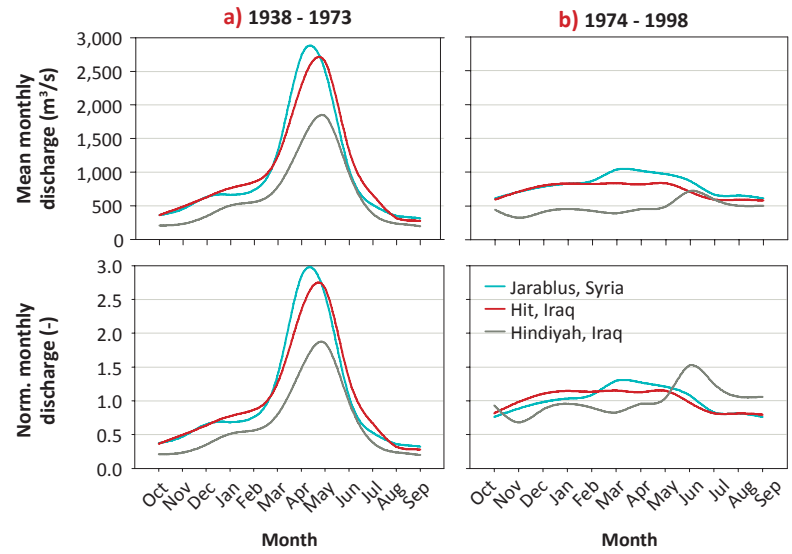 a) 1938 - 1973
b) 1974 - 1998
Mean monthly
discharge (m³/s)
3,000
2,500
2,000
1,500
1,000
500
0
Norm. monthly
discharge (-)
3.0
2.5
2.0
1.5
1.0
0.5
0.0
Jarablus, Syria
Hit, Iraq
Hindiyah, Iraq
Oct Nov Dec Jan Feb Mar Apr May Jun Jul Aug Sep
Oct Nov Dec Jan Feb Mar Apr May Jun Jul Aug Sep
Month
Month